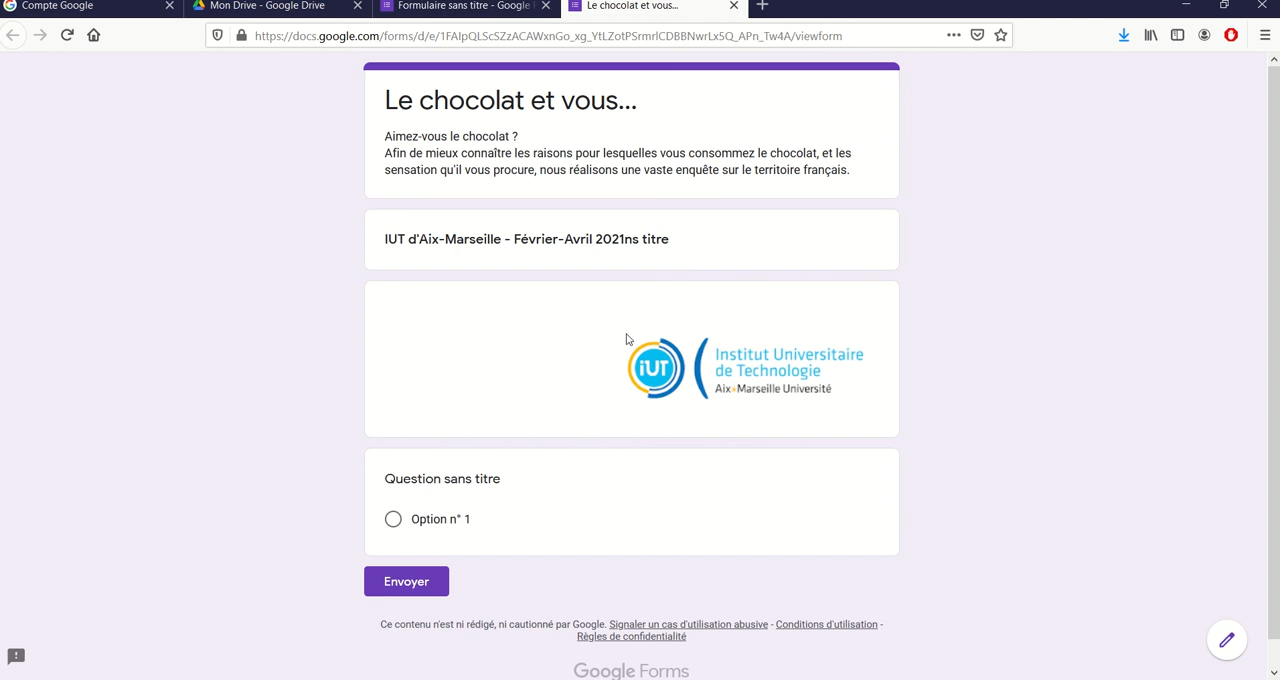 Compte Google
Mon Drive - Google Drive
Formulaire sans titre - Google F
Le chocolat et vous...
https://docs.google.com/forms/d/e/1FAIpQLScSZzACAWxnGo_xg_YtLZotPSrmrlCDBBNwrLx5Q_APn_Tw4A/viewform
Le chocolat et vous...
Aimez-vous le chocolat ?
Afin de mieux connaître les raisons pour lesquelles vous consommez le chocolat, et les
sensation qu'il vous procure, nous réalisons une vaste enquête sur le territoire français.
IUT d'Aix-Marseille - Février-Avril 2021ns titre
iUT
Institut Universitaire
de Technologie
Aix+Marseille Université
Question sans titre
Option n° 1
Envoyer
Ce contenu n'est ni rédigé, ni cautionné par Google. Signaler un cas d'utilisation abusive - Conditions d'utilisation -
Règles de confidentialité
Google Forms